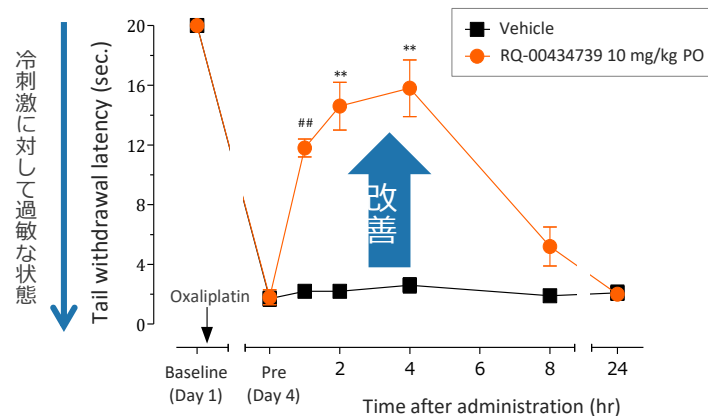 Vehicle
RQ-00434739 10 mg/kg PO
冷刺激に対して過敏な状態
Tail withdrawal latency (sec.)
20
16
12
8
4
0
##
**
**
改善
Oxaliplatin
Baseline
(Day 1)
Pre
(Day 4)
2
4
6
8
24
Time after administration (hr)